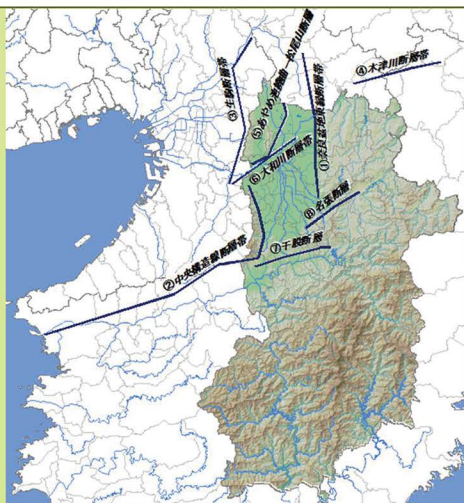 ①奈良盆地東縁断層帯
②中央構造線断層帯
③生駒断層帯
④木津川断層帯
⑤あやめ池撓曲－松尾山断層
⑥大和川断層帯
⑦千股断層
⑧名張断層